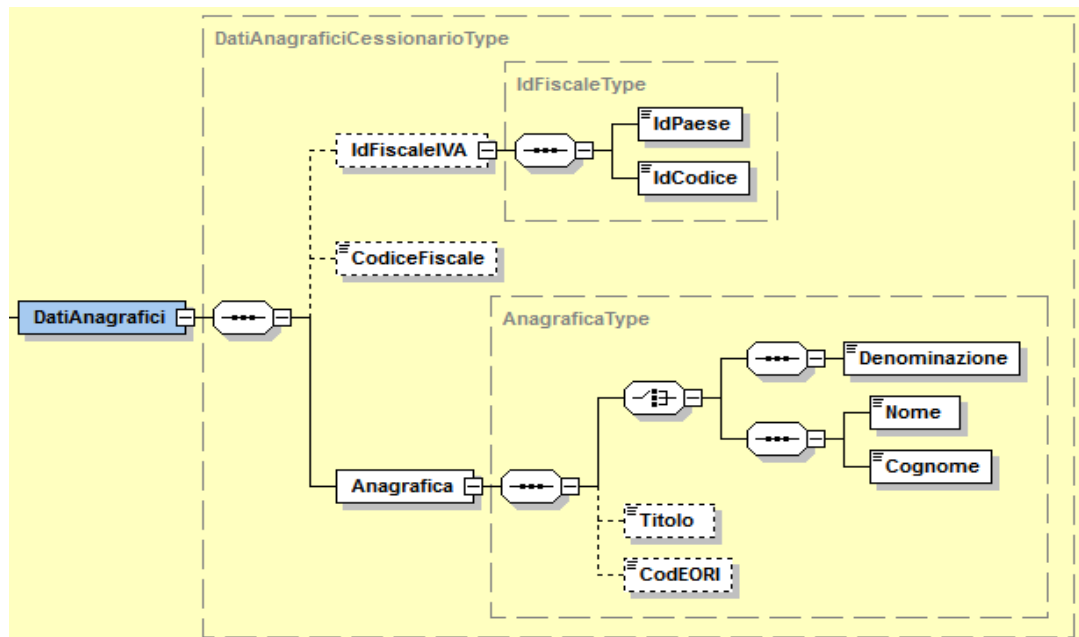 DatiAnagraficiCessionarioType
IdFiscaleType
IdPaese
IdFiscaleIVA
IdCodice
CodiceFiscale
DatiAnagrafici
AnagraficaType
Denominazione
Nome
Cognome
Anagrafica
Titolo
CodEORI